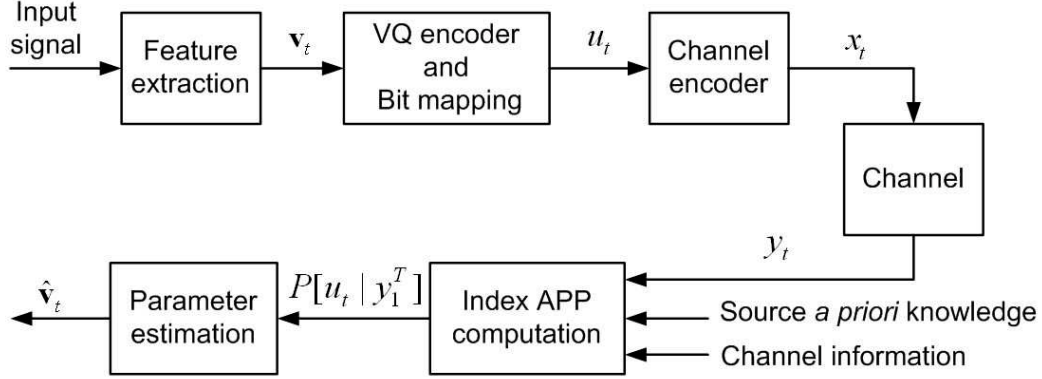 Input
signal
Feature
extraction
v_t
VQ encoder
and
Bit mapping
u_t
Channel
encoder
x_t
Channel
y_t
Index APP
computation
Source a priori knowledge
Channel information
P[u_t | y_1^T]
Parameter
estimation
v̂_t